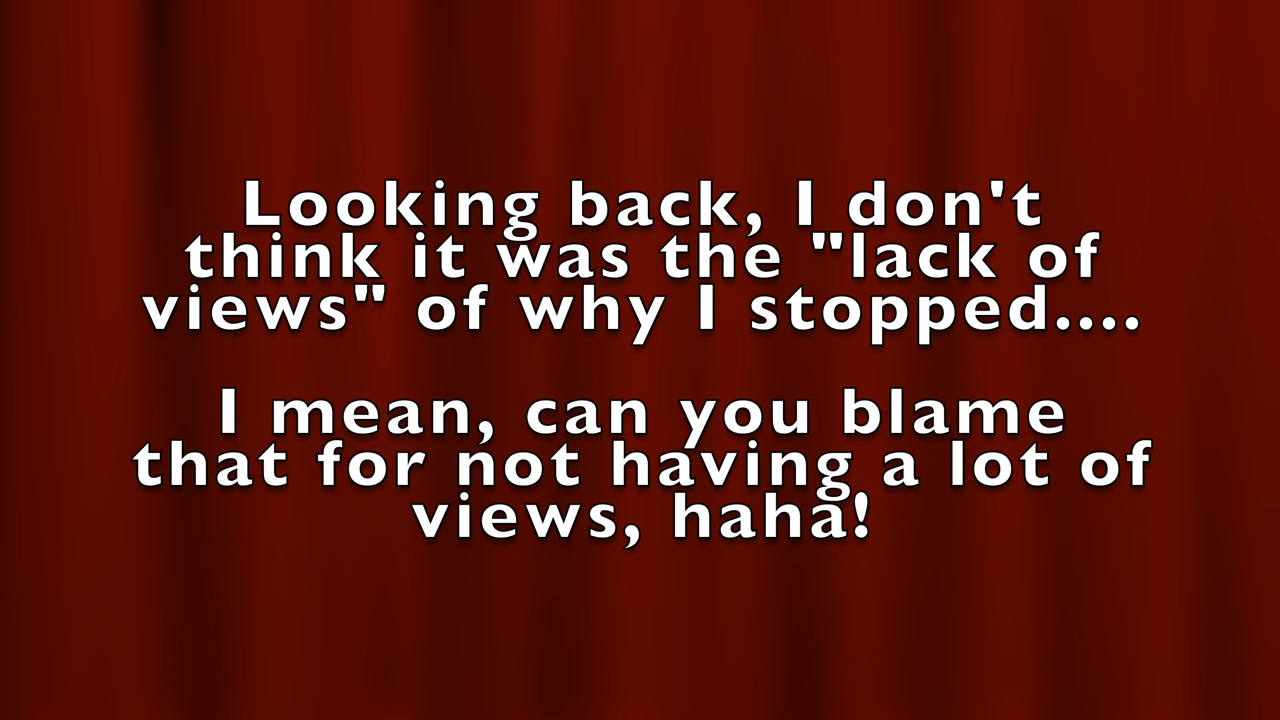 Looking back, I don't
think it was the "lack of
views" of why I stopped....
I mean, can you blame
that for not having a lot of
views, haha!